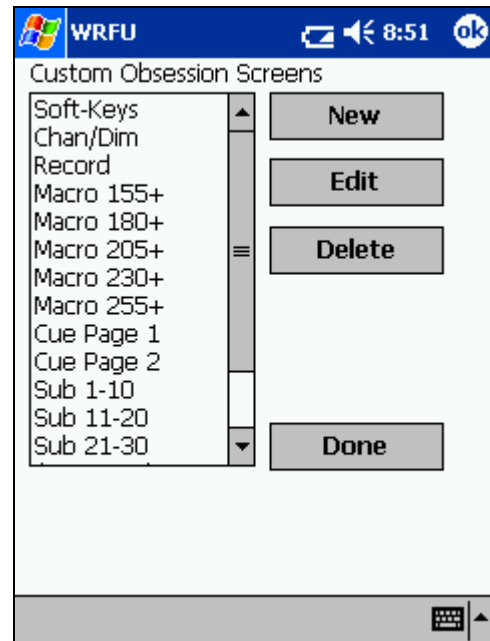 WRFU 8:51 ok
Custom Obsession Screens
Soft-Keys
Chan/Dim
Record
Macro 155+
Macro 180+
Macro 205+
Macro 230+
Macro 255+
Cue Page 1
Cue Page 2
Sub 1-10
Sub 11-20
Sub 21-30
New
Edit
Delete
Done